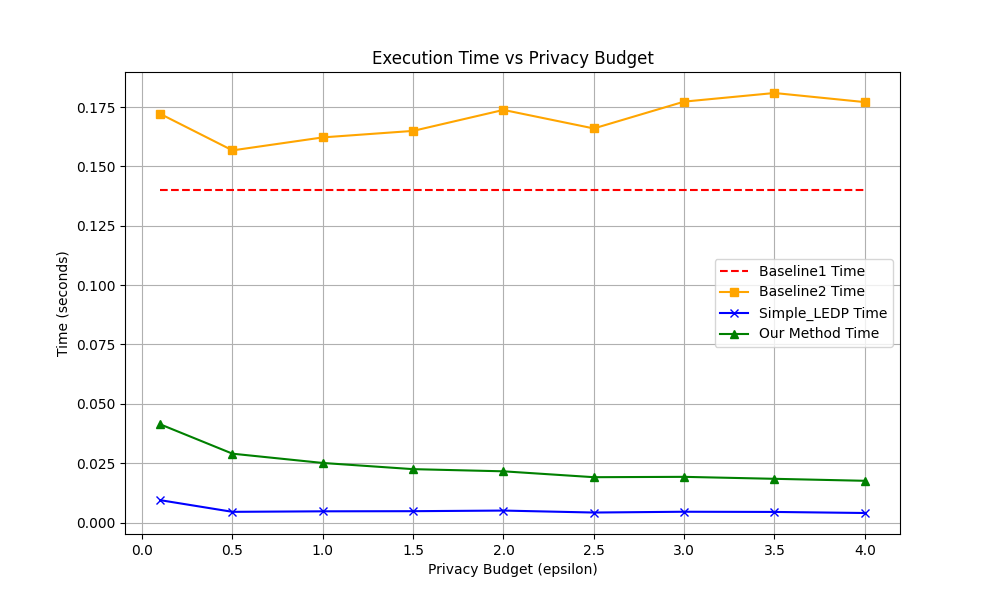 Execution Time vs Privacy Budget
Time (seconds)
0.175
0.150
0.125
0.100
0.075
0.050
0.025
0.000
Baseline1 Time
Baseline2 Time
Simple_LEDP Time
Our Method Time
0.0 0.5 1.0 1.5 2.0 2.5 3.0 3.5 4.0
Privacy Budget (epsilon)